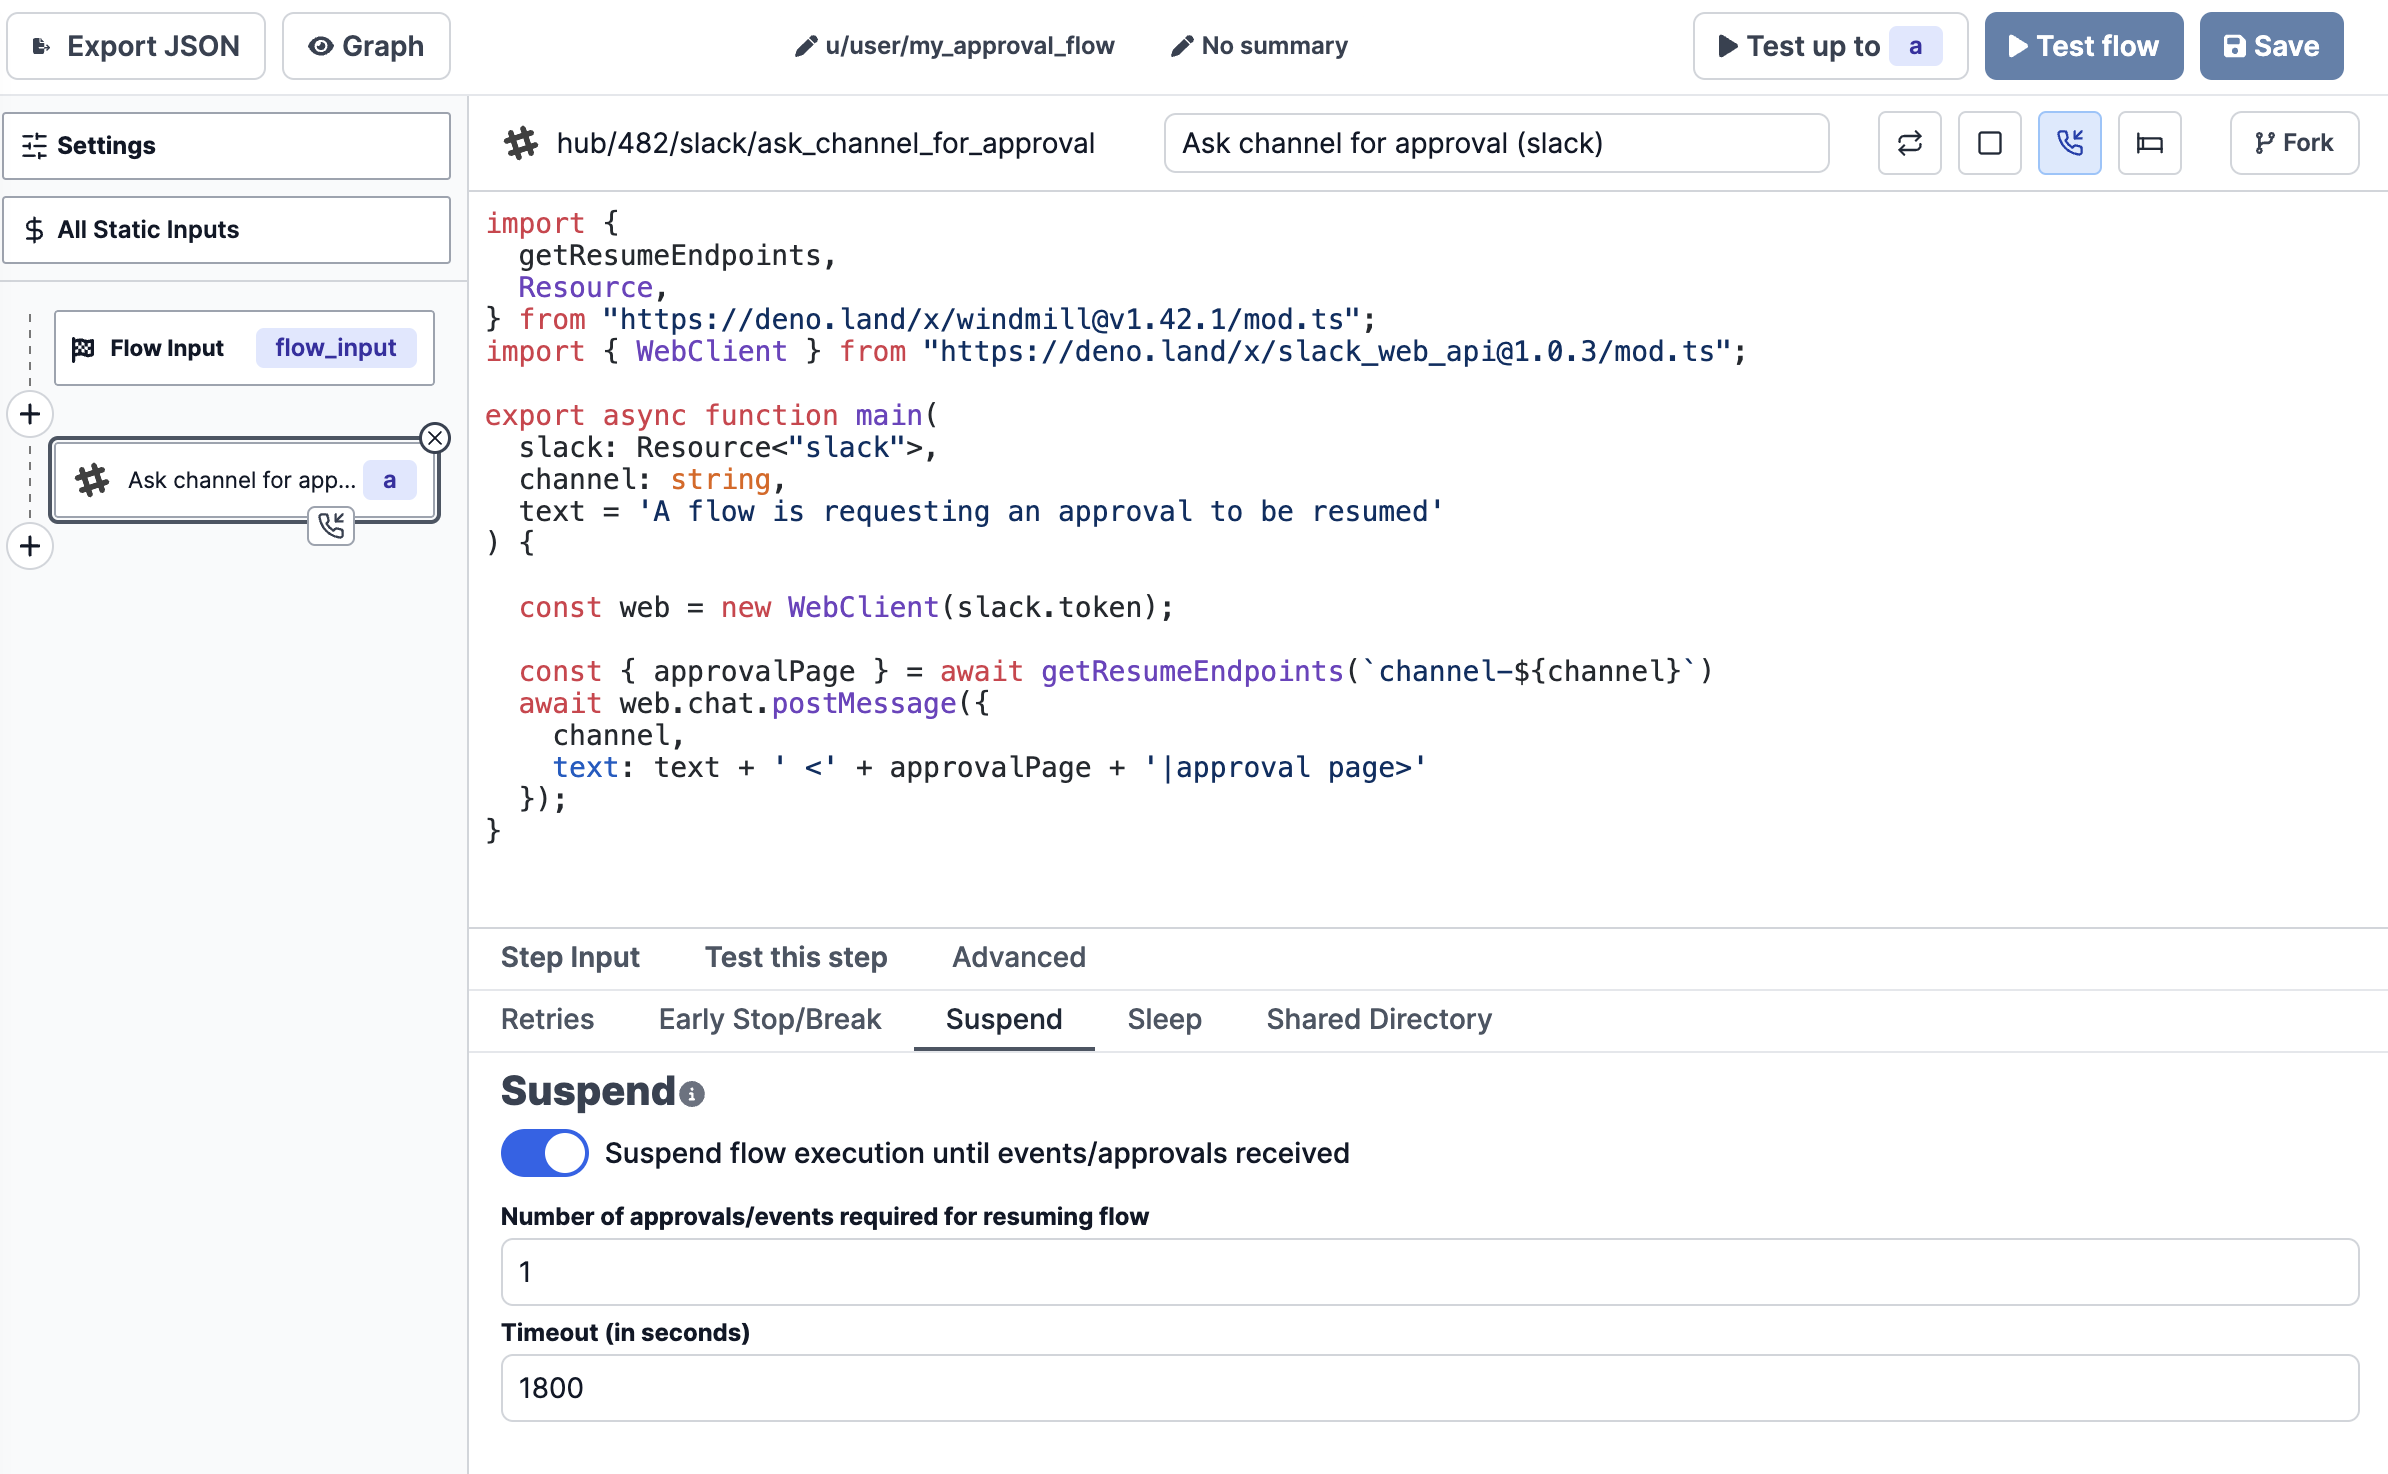 Export JSON
Graph
u/user/my_approval_flow
No summary
Test up to a
Test flow
Save
Settings
All Static Inputs
Flow Input flow_input
Ask channel for app... a
hub/482/slack/ask_channel_for_approval
Ask channel for approval (slack)
Fork
import {
  getResumeEndpoints,
  Resource,
} from "https://deno.land/x/windmill@v1.42.1/mod.ts";
import { WebClient } from "https://deno.land/x/slack_web_api@1.0.3/mod.ts";
export async function main(
  slack: Resource<"slack">,
  channel: string,
  text = 'A flow is requesting an approval to be resumed'
) {
  const web = new WebClient(slack.token);
  const { approvalPage } = await getResumeEndpoints(`channel-${channel}`)
  await web.chat.postMessage({
    channel,
    text: text + ' <' + approvalPage + '|approval page>'
  });
}
Step Input
Test this step
Advanced
Retries
Early Stop/Break
Suspend
Sleep
Shared Directory
Suspend
Suspend flow execution until events/approvals received
Number of approvals/events required for resuming flow
1
Timeout (in seconds)
1800